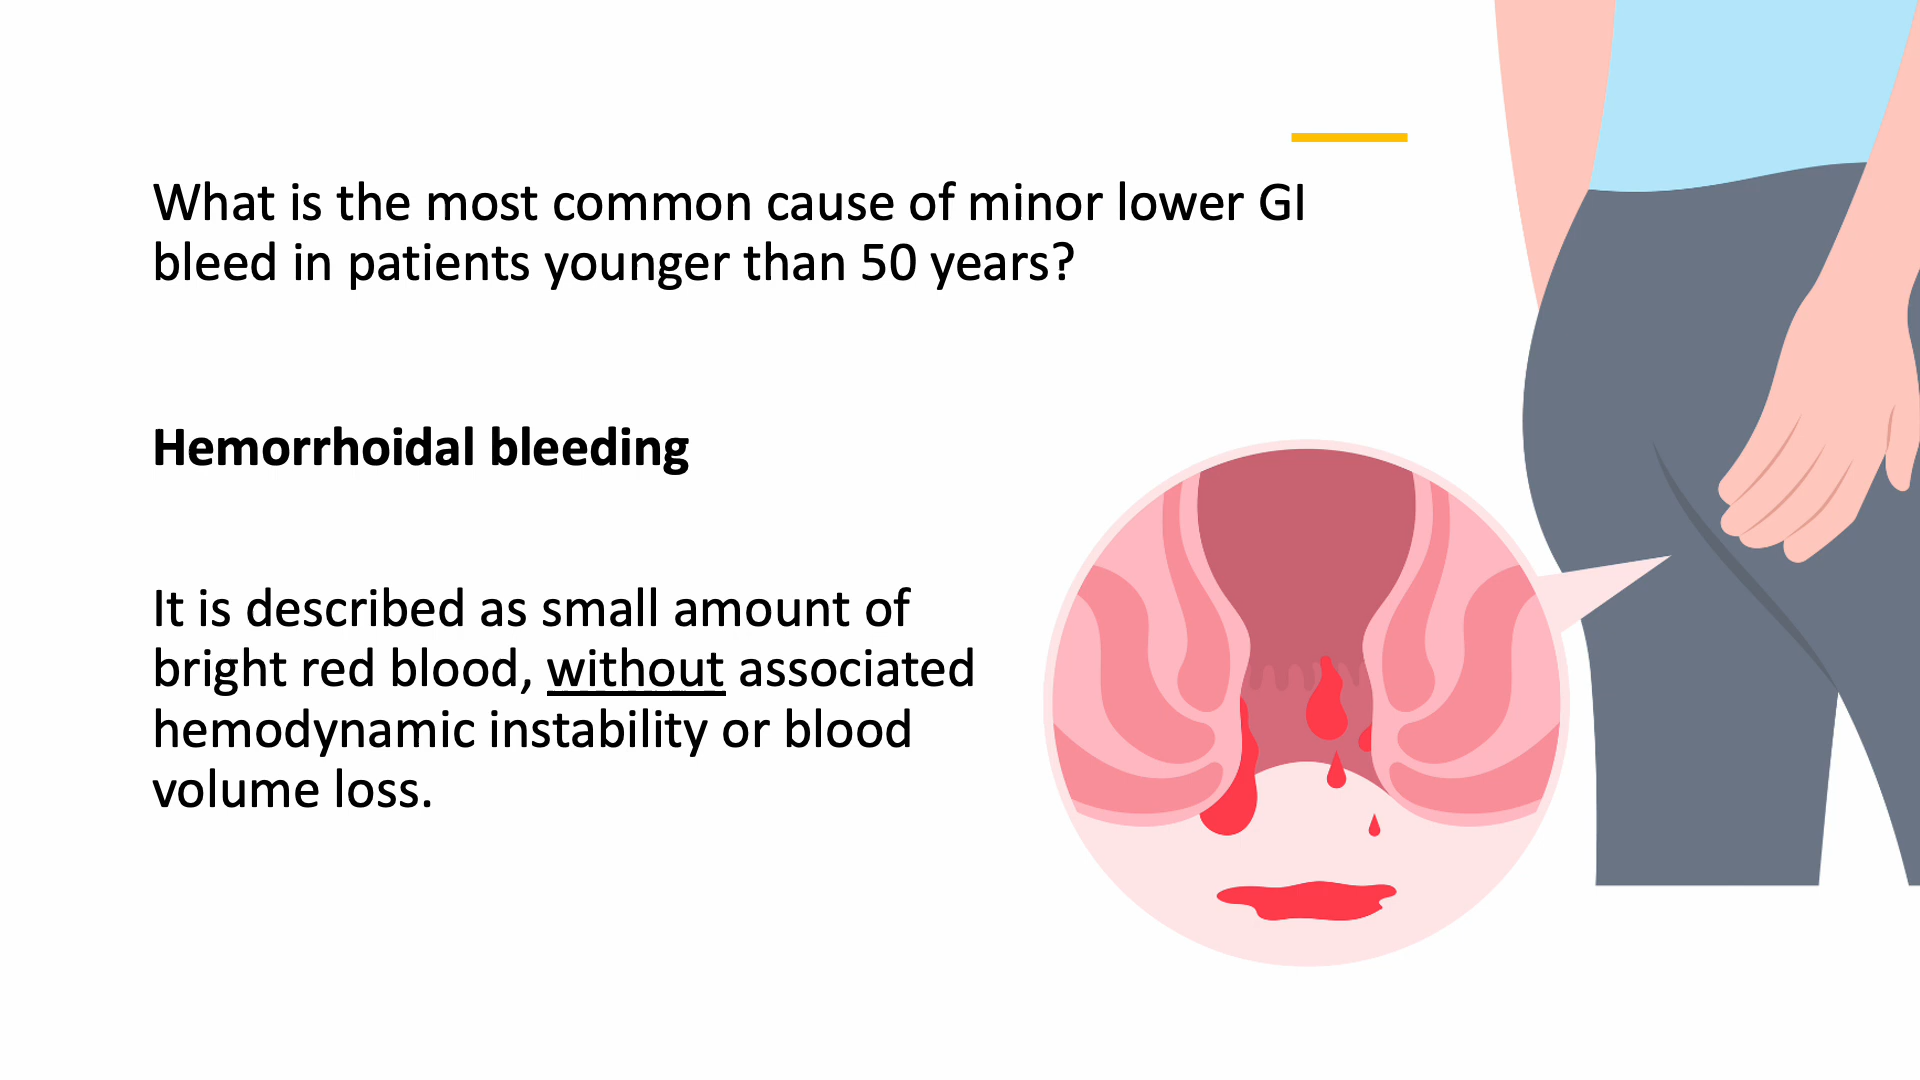 What is the most common cause of minor lower GI
bleed in patients younger than 50 years?
Hemorrhoidal bleeding
It is described as small amount of
bright red blood, without associated
hemodynamic instability or blood
volume loss.